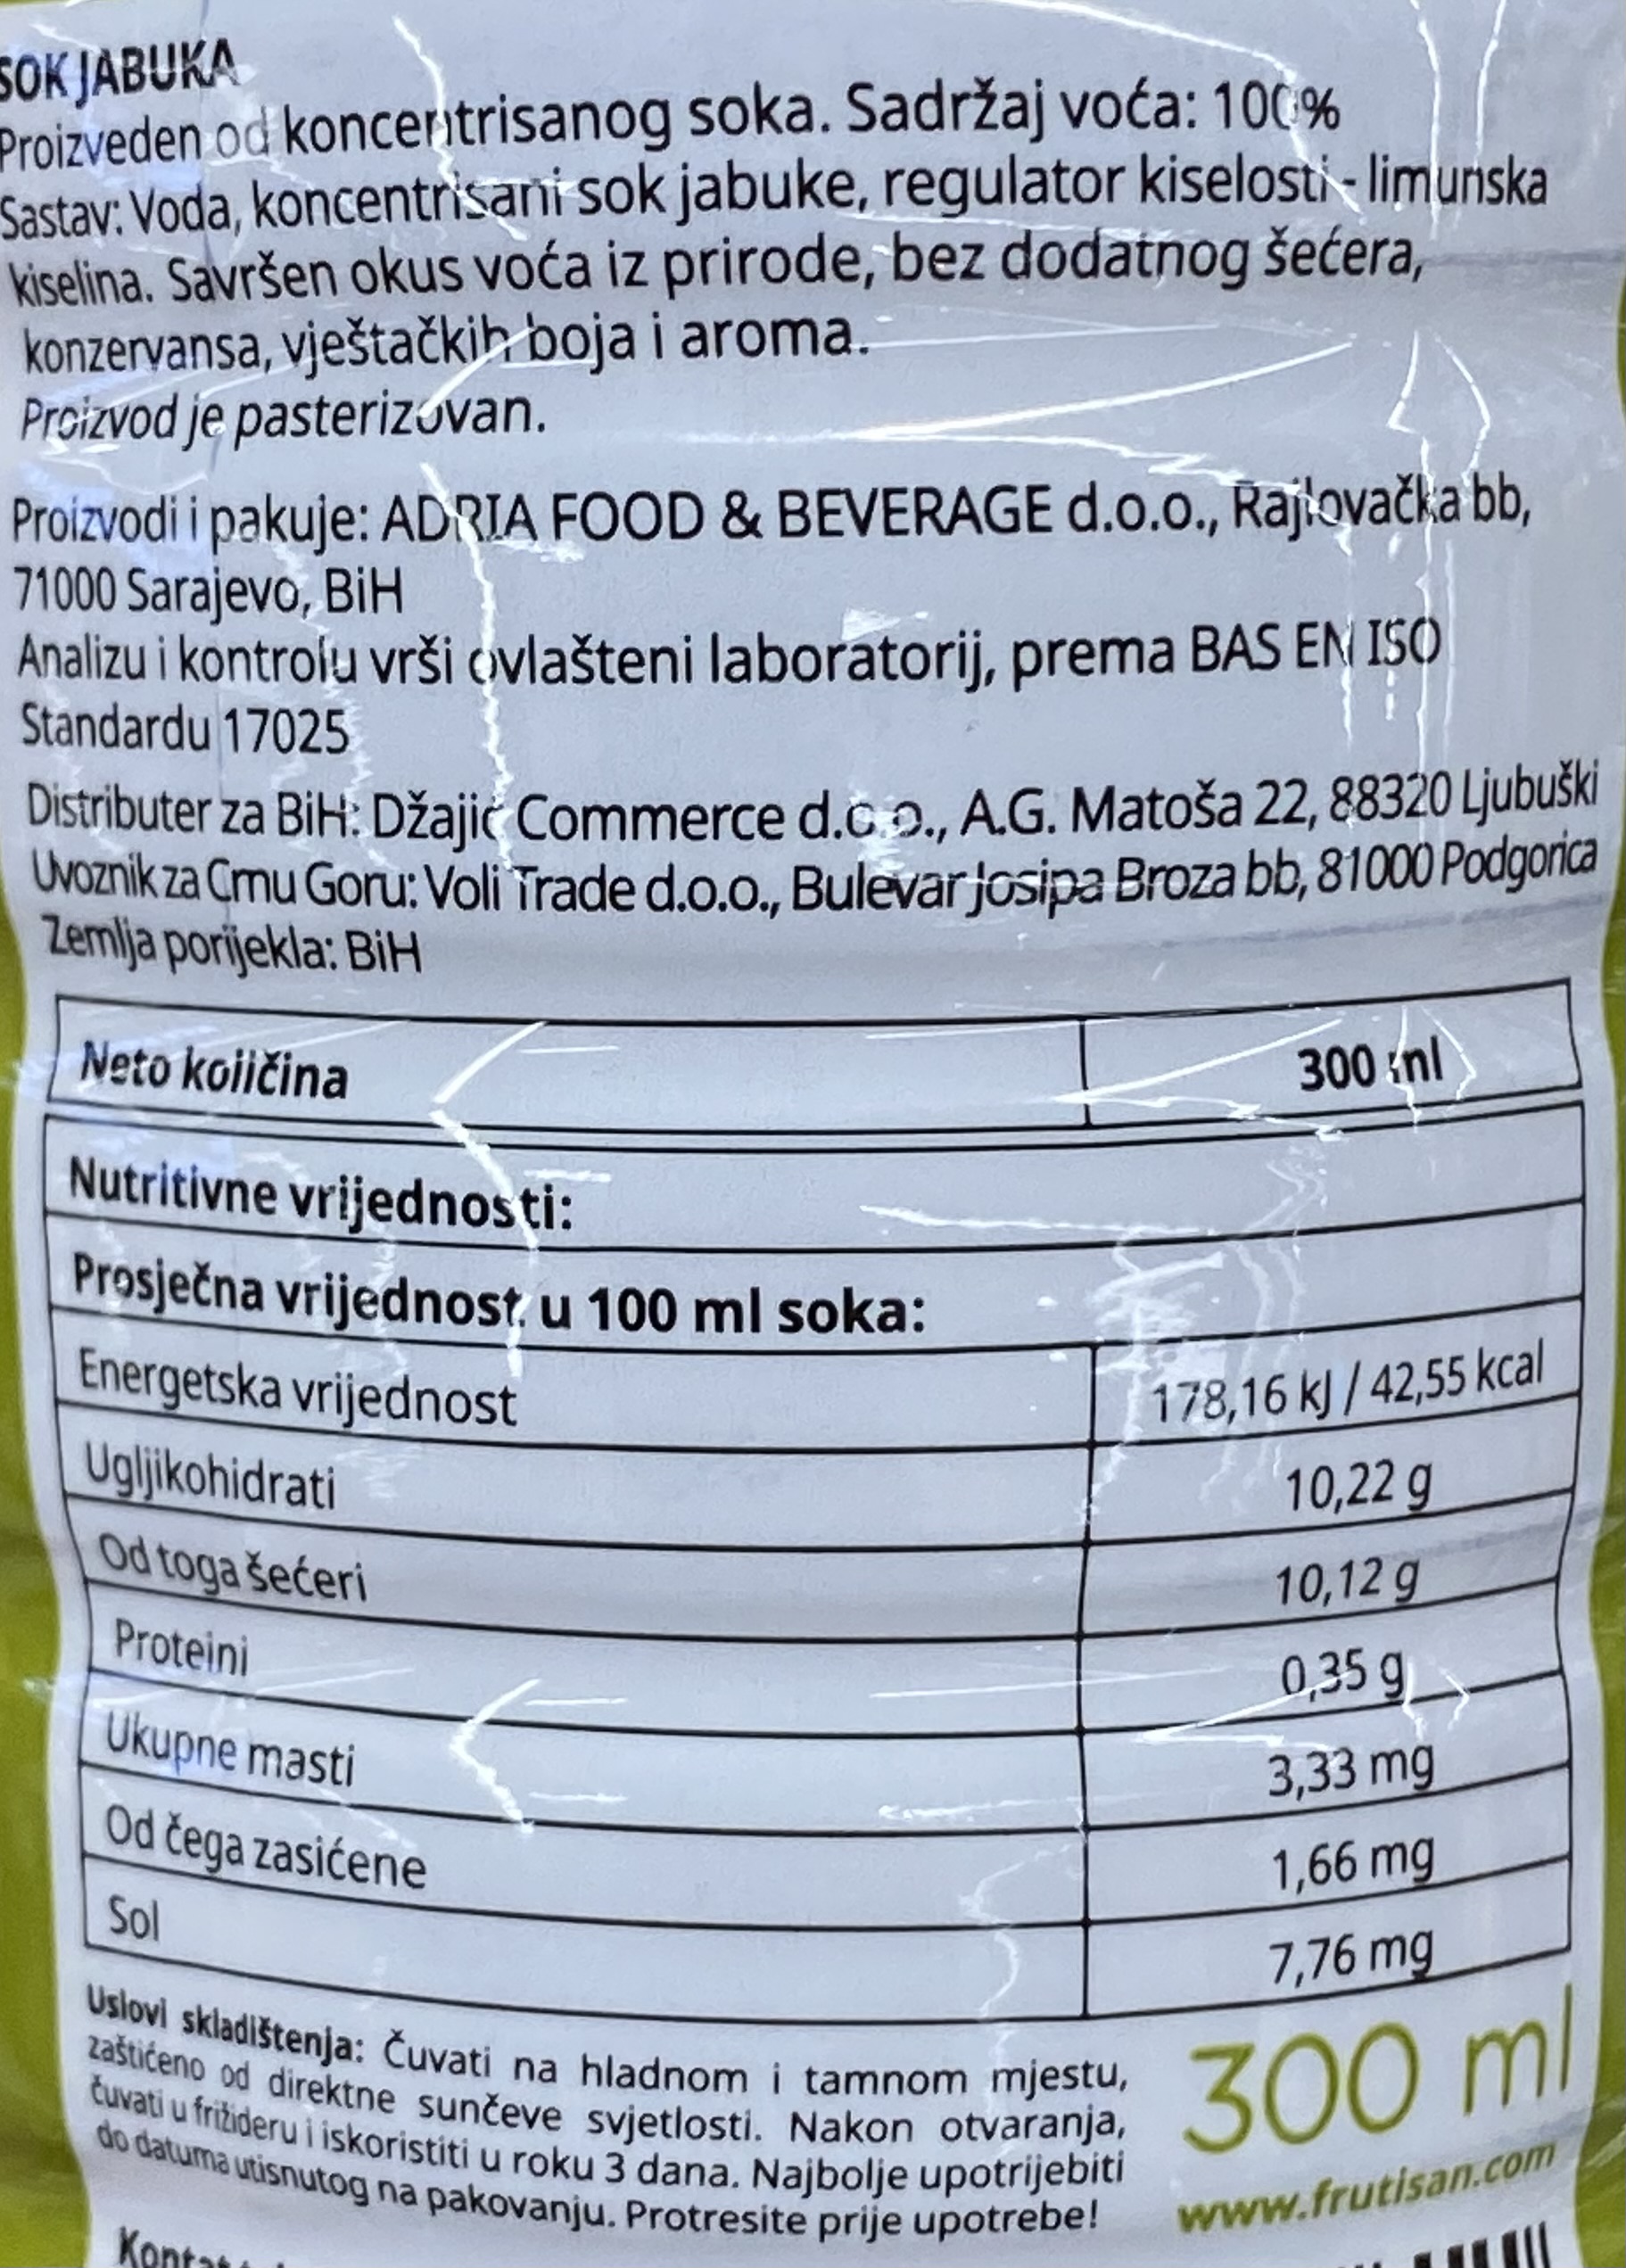 SOK JABUKA
Proizveden od koncentrisanog soka. Sadržaj voća: 100%
Sastav: Voda, koncentrisani sok jabuke, regulator kiselosti - limunska
kiselina. Savršen okus voća iz prirode, bez dodatnog šećera,
konzervansa, vještačkih boja i aroma.
Proizvod je pasterizovan.
Proizvodi i pakuje: ADRIA FOOD & BEVERAGE d.o.o., Rajlovačka bb,
71000 Sarajevo, BiH
Analizu i kontrolu vrši ovlašteni laboratorij, prema BAS EN ISO
Standardu 17025
Distributer za BiH: Džajić Commerce d.o.o., A.G. Matoša 22, 88320 Ljubuški
Uvoznik za Crnu Goru: Voli Trade d.o.o., Bulevar Josipa Broza bb, 81000 Podgorica
Zemlja porijekla: BiH
Neto količina 300 ml
Nutritivne vrijednosti:
Prosječna vrijednost u 100 ml soka:
Energetska vrijednost 178,16 kJ / 42,55 kcal
Ugljikohidrati 10,22 g
Od toga šećeri 10,12 g
Proteini 0,35 g
Ukupne masti 3,33 mg
Od čega zasićene 1,66 mg
Sol 7,76 mg
Uslovi skladištenja: Čuvati na hladnom i tamnom mjestu,
zaštićeno od direktne sunčeve svjetlosti. Nakon otvaranja,
čuvati u frižideru i iskoristiti u roku 3 dana. Najbolje upotrijebiti
do datuma utisnutog na pakovanju. Protresite prije upotrebe!
300 ml
www.frutisan.com